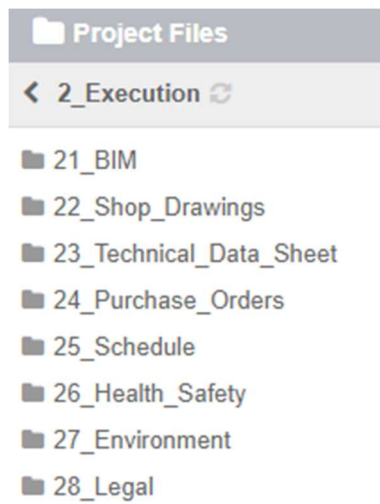 Project Files
2_Execution
21_BIM
22_Shop_Drawings
23_Technical_Data_Sheet
24_Purchase_Orders
25_Schedule
26_Health_Safety
27_Environment
28_Legal